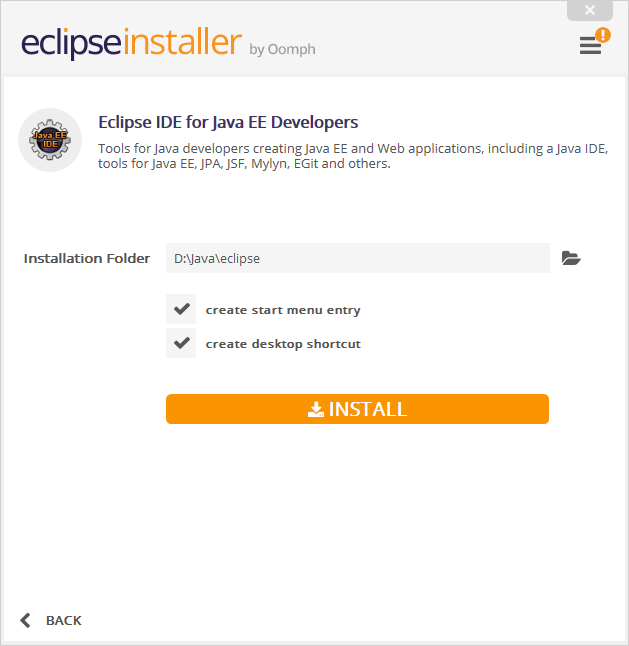 eclipseinstaller by Oomph
!
Java EE
IDE
Eclipse IDE for Java EE Developers
Tools for Java developers creating Java EE and Web applications, including a Java IDE,
tools for Java EE, JPA, JSF, Mylyn, EGit and others.
Installation Folder D:\Java\eclipse
create start menu entry
create desktop shortcut
INSTALL
BACK